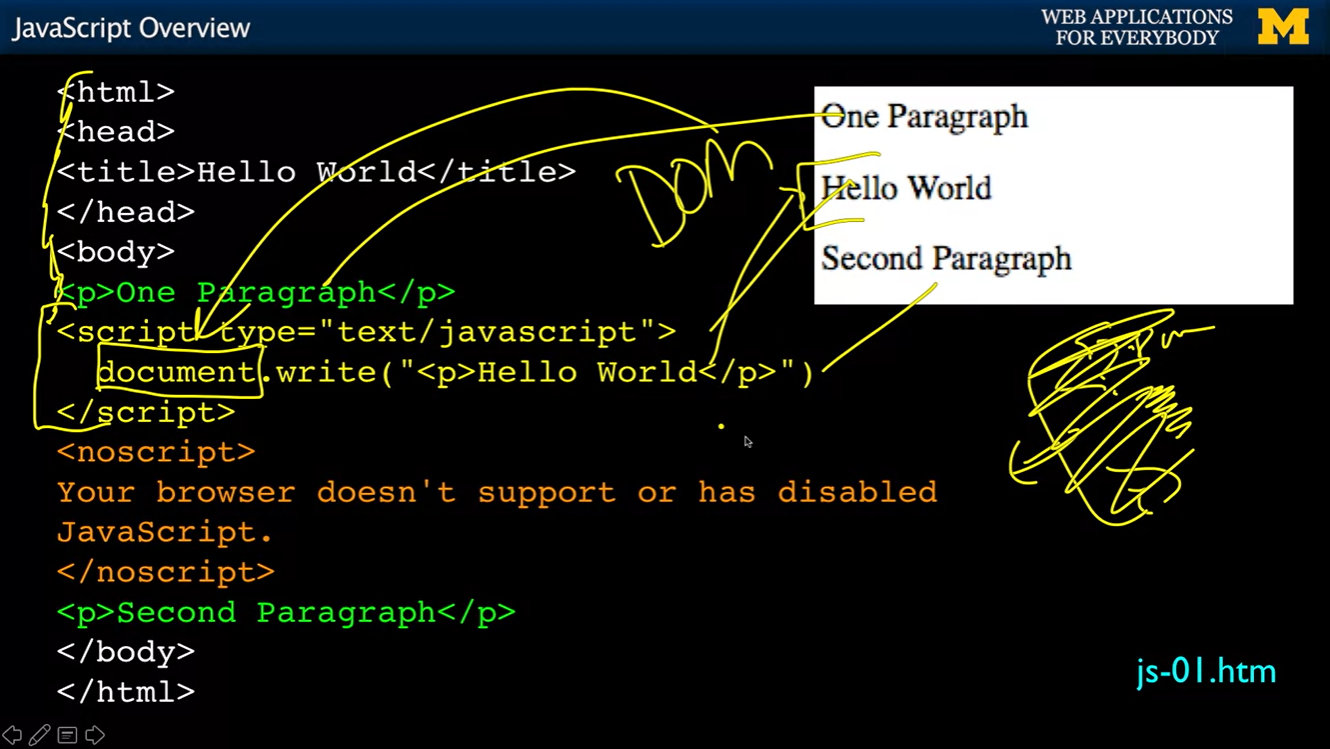 JavaScript Overview
WEB APPLICATIONS
FOR EVERYBODY
M
<html>
<head>
<title>Hello World</title>
</head>
<body>
<p>One Paragraph</p>
<script type="text/javascript">
document.write("<p>Hello World</p>")
</script>
<noscript>
Your browser doesn't support or has disabled
JavaScript.
</noscript>
<p>Second Paragraph</p>
</body>
</html>
DOM
One Paragraph
Hello World
Second Paragraph
js-01.htm